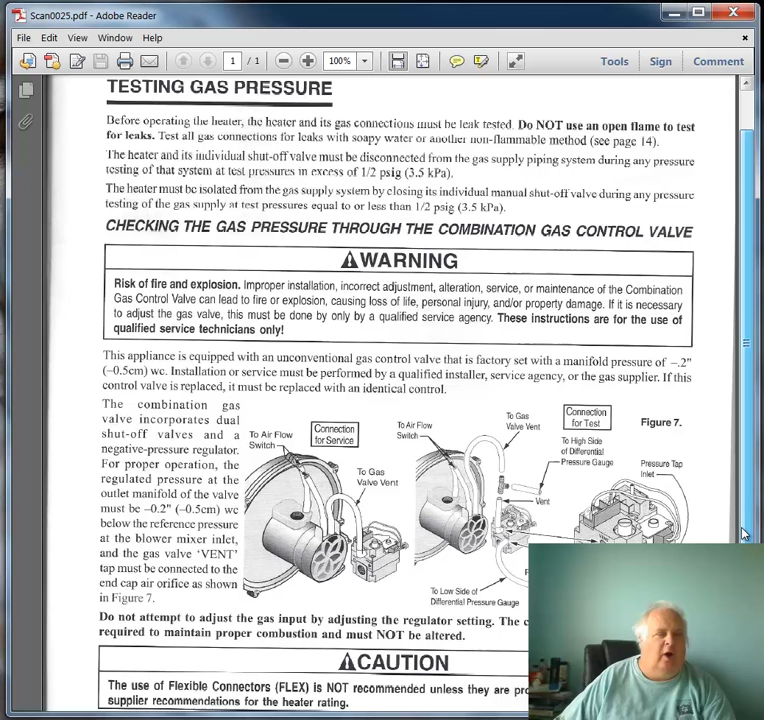 Scan0025.pdf - Adobe Reader
File Edit View Window Help
1 / 1 100% Tools Sign Comment
TESTING GAS PRESSURE
Before operating the heater, the heater and its gas connections must be leak tested. Do NOT use an open flame to test
for leaks. Test all gas connections for leaks with soapy water or another non-flammable method (see page 14).
The heater and its individual shut-off valve must be disconnected from the gas supply piping system during any pressure
testing of that system at test pressures in excess of 1/2 psig (3.5 kPa).
The heater must be isolated from the gas supply system by closing its individual manual shut-off valve during any pressure
testing of the gas supply at test pressures equal to or less than 1/2 psig (3.5 kPa).
CHECKING THE GAS PRESSURE THROUGH THE COMBINATION GAS CONTROL VALVE
WARNING
Risk of fire and explosion. Improper installation, incorrect adjustment, alteration, service, or maintenance of the Combination
Gas Control Valve can lead to fire or explosion, causing loss of life, personal injury, and/or property damage. If it is necessary
to adjust the gas valve, this must be done by only by a qualified service agency. These instructions are for the use of
qualified service technicians only!
This appliance is equipped with an unconventional gas control valve that is factory set with a manifold pressure of –.2"
(–0.5cm) wc. Installation or service must be performed by a qualified installer, service agency, or the gas supplier. If this
control valve is replaced, it must be replaced with an identical control.
The combination gas
valve incorporates dual
shut-off valves and a
negative-pressure regulator.
For proper operation, the
regulated pressure at the
outlet manifold of the valve
must be –0.2" (–0.5cm) wc
below the reference pressure
at the blower mixer inlet,
and the gas valve 'VENT'
tap must be connected to the
end cap air orifice as shown
in Figure 7.
To Air Flow
Switch
Connection
for Service
To Gas
Valve Vent
To Air Flow
Switch
To Gas
Valve Vent
Connection
for Test
Figure 7.
To High Side
of Differential
Pressure Gauge
Pressure Tap
Inlet
Vent
To Low Side of
Differential Pressure Gauge
Do not attempt to adjust the gas input by adjusting the regulator setting. The
required to maintain proper combustion and must NOT be altered.
CAUTION
The use of Flexible Connectors (FLEX) is NOT recommended unless they are
supplier recommendations for the heater rating.